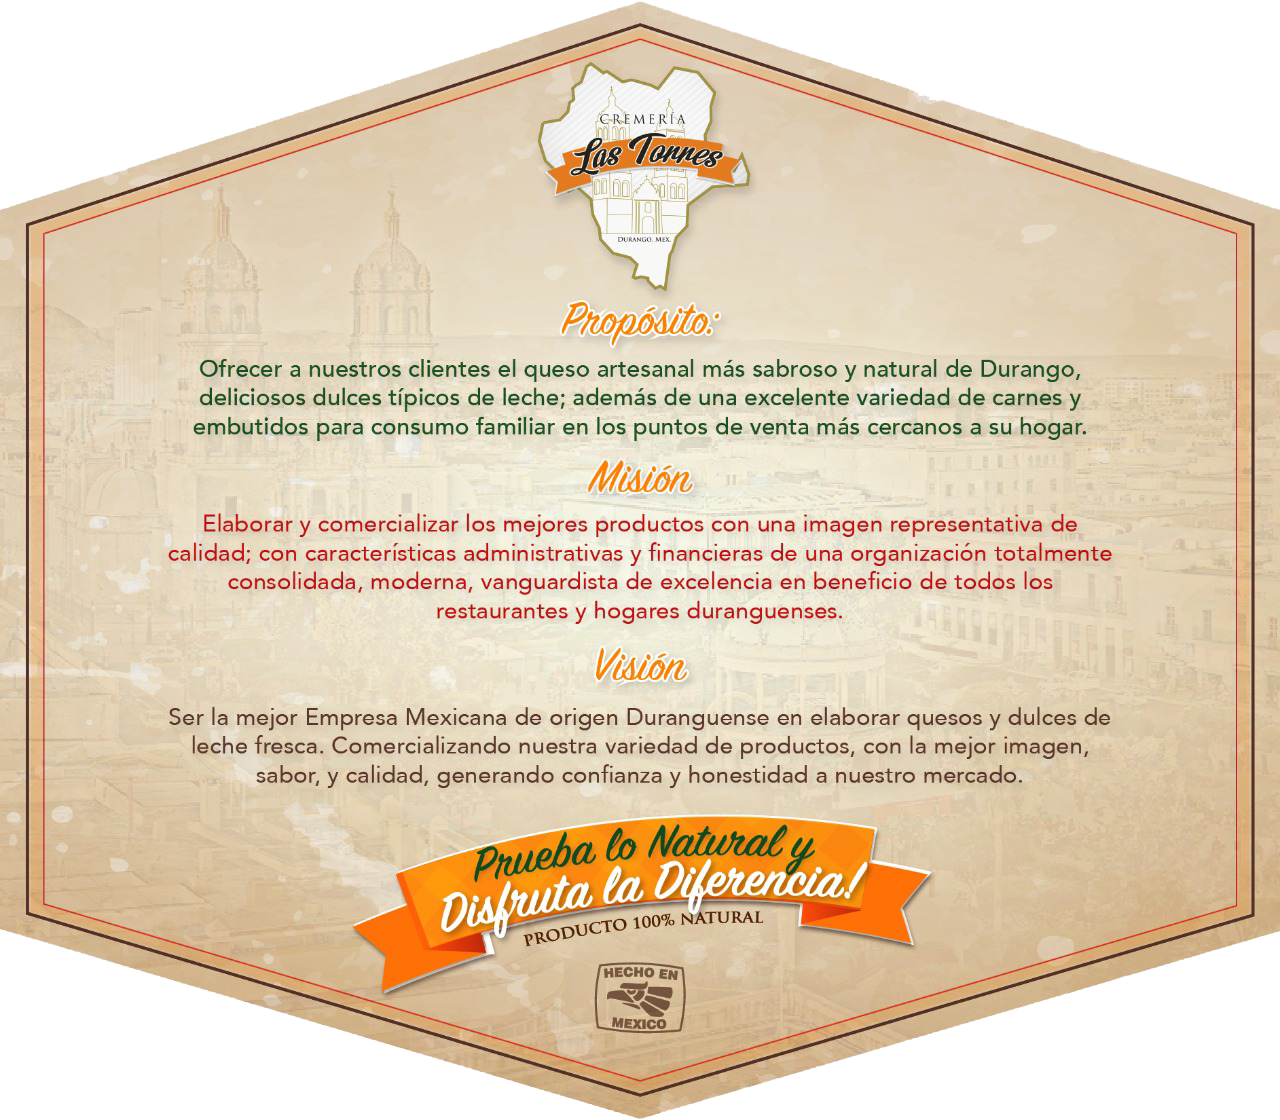 CREMERÍA
Las Torres
DURANGO, MEX.
Propósito:
Ofrecer a nuestros clientes el queso artesanal más sabroso y natural de Durango,
deliciosos dulces típicos de leche; además de una excelente variedad de carnes y
embutidos para consumo familiar en los puntos de venta más cercanos a su hogar.
Misión
Elaborar y comercializar los mejores productos con una imagen representativa de
calidad; con características administrativas y financieras de una organización totalmente
consolidada, moderna, vanguardista de excelencia en beneficio de todos los
restaurantes y hogares duranguenses.
Visión
Ser la mejor Empresa Mexicana de origen Duranguense en elaborar quesos y dulces de
leche fresca. Comercializando nuestra variedad de productos, con la mejor imagen,
sabor, y calidad, generando confianza y honestidad a nuestro mercado.
Prueba lo Natural y
Disfruta la Diferencia!
PRODUCTO 100% NATURAL
HECHO EN
MEXICO